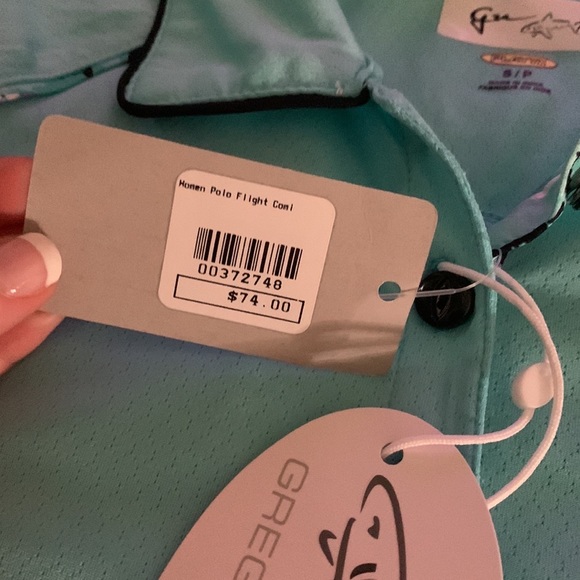 S/P
Women Polo Flight Coml
00372748
$74.00
GREG